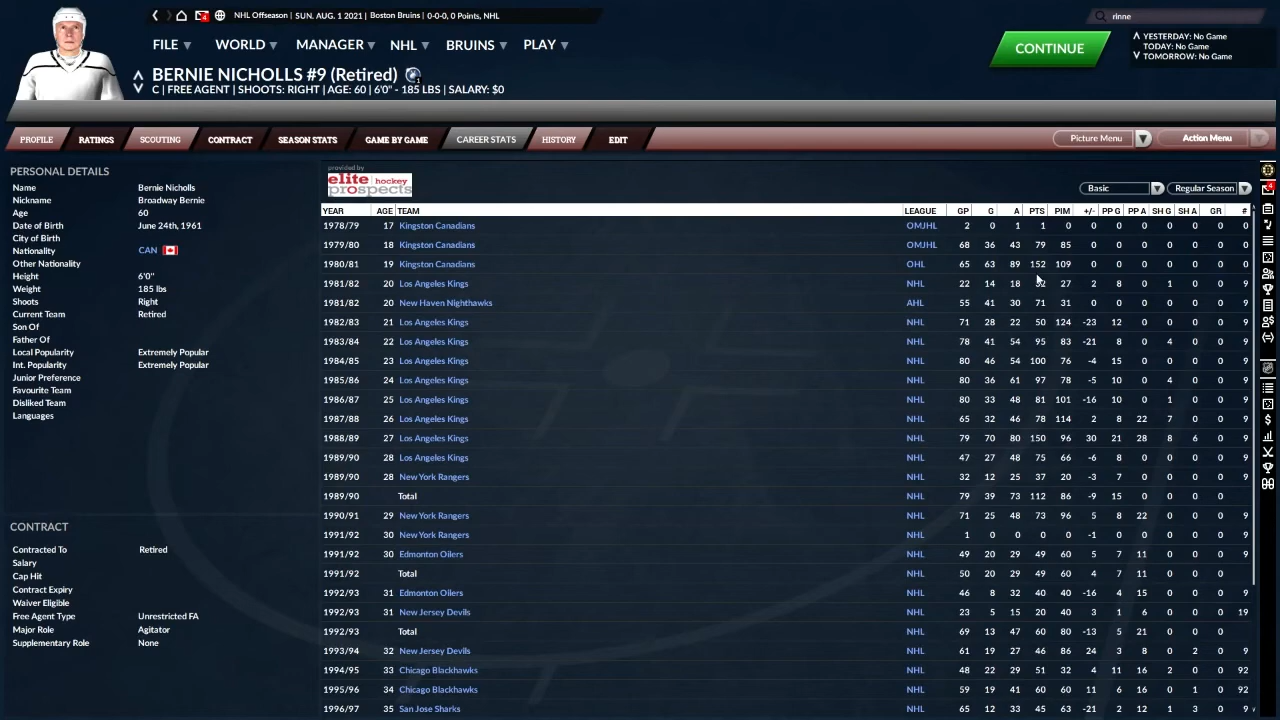 NHL Offseason | SUN. AUG. 1 2021 | Boston Bruins | 0-0-0, 0 Points, NHL
rinne
FILE WORLD MANAGER NHL BRUINS PLAY
CONTINUE
YESTERDAY: No Game
TODAY: No Game
TOMORROW: No Game
BERNIE NICHOLLS #9 (Retired)
C | FREE AGENT | SHOOTS: RIGHT | AGE: 60 | 6'0" - 185 LBS | SALARY: $0
PROFILE RATINGS SCOUTING CONTRACT SEASON STATS GAME BY GAME CAREER STATS HISTORY EDIT Picture Menu Action Menu
PERSONAL DETAILS
Name Bernie Nicholls
Nickname Broadway Bernie
Age 60
Date of Birth June 24th, 1961
City of Birth
Nationality CAN
Other Nationality
Height 6'0"
Weight 185 lbs
Shoots Right
Current Team Retired
Son Of
Father Of
Local Popularity Extremely Popular
Int. Popularity Extremely Popular
Junior Preference
Favourite Team
Disliked Team
Languages
CONTRACT
Contracted To Retired
Salary
Cap Hit
Contract Expiry
Waiver Eligible
Free Agent Type Unrestricted FA
Major Role Agitator
Supplementary Role None
provided by
elite hockey
prospects
Basic Regular Season
YEAR AGE TEAM LEAGUE GP G A PTS PIM +/- PP G PP A SH G SH A GR #
1978/79 17 Kingston Canadians OMJHL 2 0 1 1 0 0 0 0 0 0 0 0
1979/80 18 Kingston Canadians OMJHL 68 36 43 79 85 0 0 0 0 0 0 0
1980/81 19 Kingston Canadians OHL 65 63 89 152 109 0 0 0 0 0 0 0
1981/82 20 Los Angeles Kings NHL 22 14 18 27 2 8 0 1 0 0 9
1981/82 20 New Haven Nighthawks AHL 55 41 30 71 31 0 0 0 0 0 0 9
1982/83 21 Los Angeles Kings NHL 71 28 22 50 124 -23 12 0 0 0 0 9
1983/84 22 Los Angeles Kings NHL 78 41 54 95 83 -21 8 0 4 0 0 9
1984/85 23 Los Angeles Kings NHL 80 46 54 100 76 -4 15 0 0 0 0 9
1985/86 24 Los Angeles Kings NHL 80 36 61 97 78 -5 10 0 4 0 0 9
1986/87 25 Los Angeles Kings NHL 80 33 48 81 101 -16 10 0 1 0 0 9
1987/88 26 Los Angeles Kings NHL 65 32 46 78 114 2 8 22 7 0 0 9
1988/89 27 Los Angeles Kings NHL 79 70 80 150 96 30 21 28 8 6 0 9
1989/90 28 Los Angeles Kings NHL 47 27 48 75 66 -6 8 0 0 0 0 9
1989/90 28 New York Rangers NHL 32 12 25 37 20 -3 7 0 0 0 0 9
1989/90 Total NHL 79 39 73 112 86 -9 15 0 0 0 0
1990/91 29 New York Rangers NHL 71 25 48 73 96 5 8 22 0 0 0 9
1991/92 30 New York Rangers NHL 1 0 0 0 0 -1 0 0 0 0 0 9
1991/92 30 Edmonton Oilers NHL 49 20 29 49 60 5 7 11 0 0 0 9
1991/92 Total NHL 50 20 29 49 60 4 7 11 0 0 0
1992/93 31 Edmonton Oilers NHL 46 8 32 40 40 -16 4 15 0 0 0 9
1992/93 31 New Jersey Devils NHL 23 5 15 20 40 3 1 6 0 0 0 19
1992/93 Total NHL 69 13 47 60 80 -13 5 21 0 0 0
1993/94 32 New Jersey Devils NHL 61 19 27 46 86 24 3 8 0 2 0 9
1994/95 33 Chicago Blackhawks NHL 48 22 29 51 32 4 11 16 2 0 0 92
1995/96 34 Chicago Blackhawks NHL 59 19 41 60 60 11 6 16 0 1 0 92
1996/97 35 San Jose Sharks NHL 65 12 33 45 63 -21 2 12 1 3 0 9